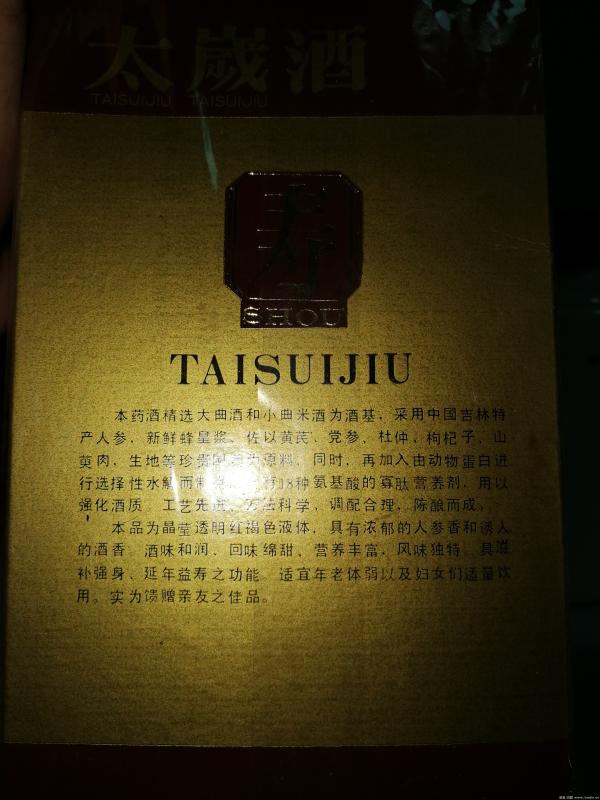 太歲酒
TAISUIJIU TAISUIJIU
寿
SHOU
TAISUIJIU
本药酒精选大曲酒和小曲米酒为酒基，采用中国吉林特
产人参，新鲜蜂皇浆，佐以黄芪、党参、杜仲、枸杞子、山
萸肉、生地等珍贵 为原料，同时，再加入由动物蛋白进
行选择性水解而制 18种氨基酸的寡肽营养剂，用以
强化酒质 工艺先进，方法科学，调配合理，陈酿而成，
本品为晶莹透明红褐色液体，具有浓郁的人参香和诱人
的酒香 酒味和润，回味绵甜、营养丰富，风味独特、具滋
补强身、延年益寿之功能 适宜年老体弱以及妇女们适量饮
用。实为馈赠亲友之佳品。